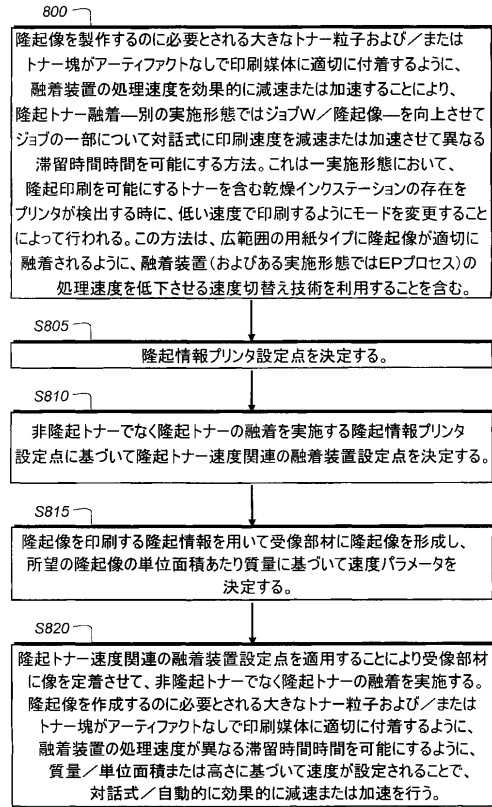 800
隆起像を製作するのに必要とされる大きなトナー粒子および／または
トナー塊がアーティファクトなしで印刷媒体に適切に付着するように、
融着装置の処理速度を効果的に減速または加速することにより、
隆起トナー融着―別の実施形態ではジョブW／隆起像―を向上させて
ジョブの一部について対話式に印刷速度を減速または加速させて異なる
滞留時間時間を可能にする方法。これは一実施形態において、
隆起印刷を可能にするトナーを含む乾燥インクステーションの存在を
プリンタが検出する時に、低い速度で印刷するようにモードを変更すること
によって行われる。この方法は、広範囲の用紙タイプに隆起像が適切に
融着されるように、融着装置（およびある実施形態ではEPプロセス）の
処理速度を低下させる速度切替え技術を利用することを含む。
S805
隆起情報プリンタ設定点を決定する。
S810
非隆起トナーでなく隆起トナーの融着を実施する隆起情報プリンタ
設定点に基づいて隆起トナー速度関連の融着装置設定点を決定する。
S815
隆起像を印刷する隆起情報を用いて受像部材に隆起像を形成し、
所望の隆起像の単位面積あたり質量に基づいて速度パラメータを
決定する。
S820
隆起トナー速度関連の融着装置設定点を適用することにより受像部材
に像を定着させて、非隆起トナーでなく隆起トナーの融着を実施する。
隆起像を作成するのに必要とされる大きなトナー粒子および／または
トナー塊がアーティファクトなしで印刷媒体に適切に付着するように、
融着装置の処理速度が異なる滞留時間時間を可能にするように、
質量／単位面積または高さに基づいて速度が設定されることで、
対話式／自動的に効果的に減速または加速を行う。